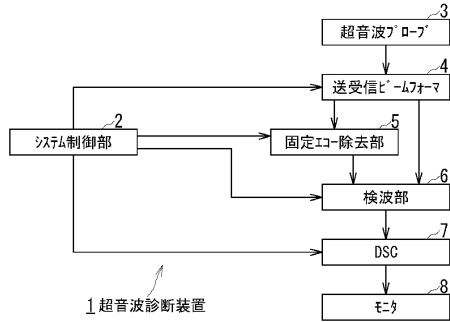 3
超音波ﾌﾟﾛｰﾌﾞ
4
送受信ﾋﾞｰﾑﾌｫｰﾏ
2
ｼｽﾃﾑ制御部
5
固定ｴｺｰ除去部
6
検波部
7
DSC
8
ﾓﾆﾀ
1 超音波診断装置